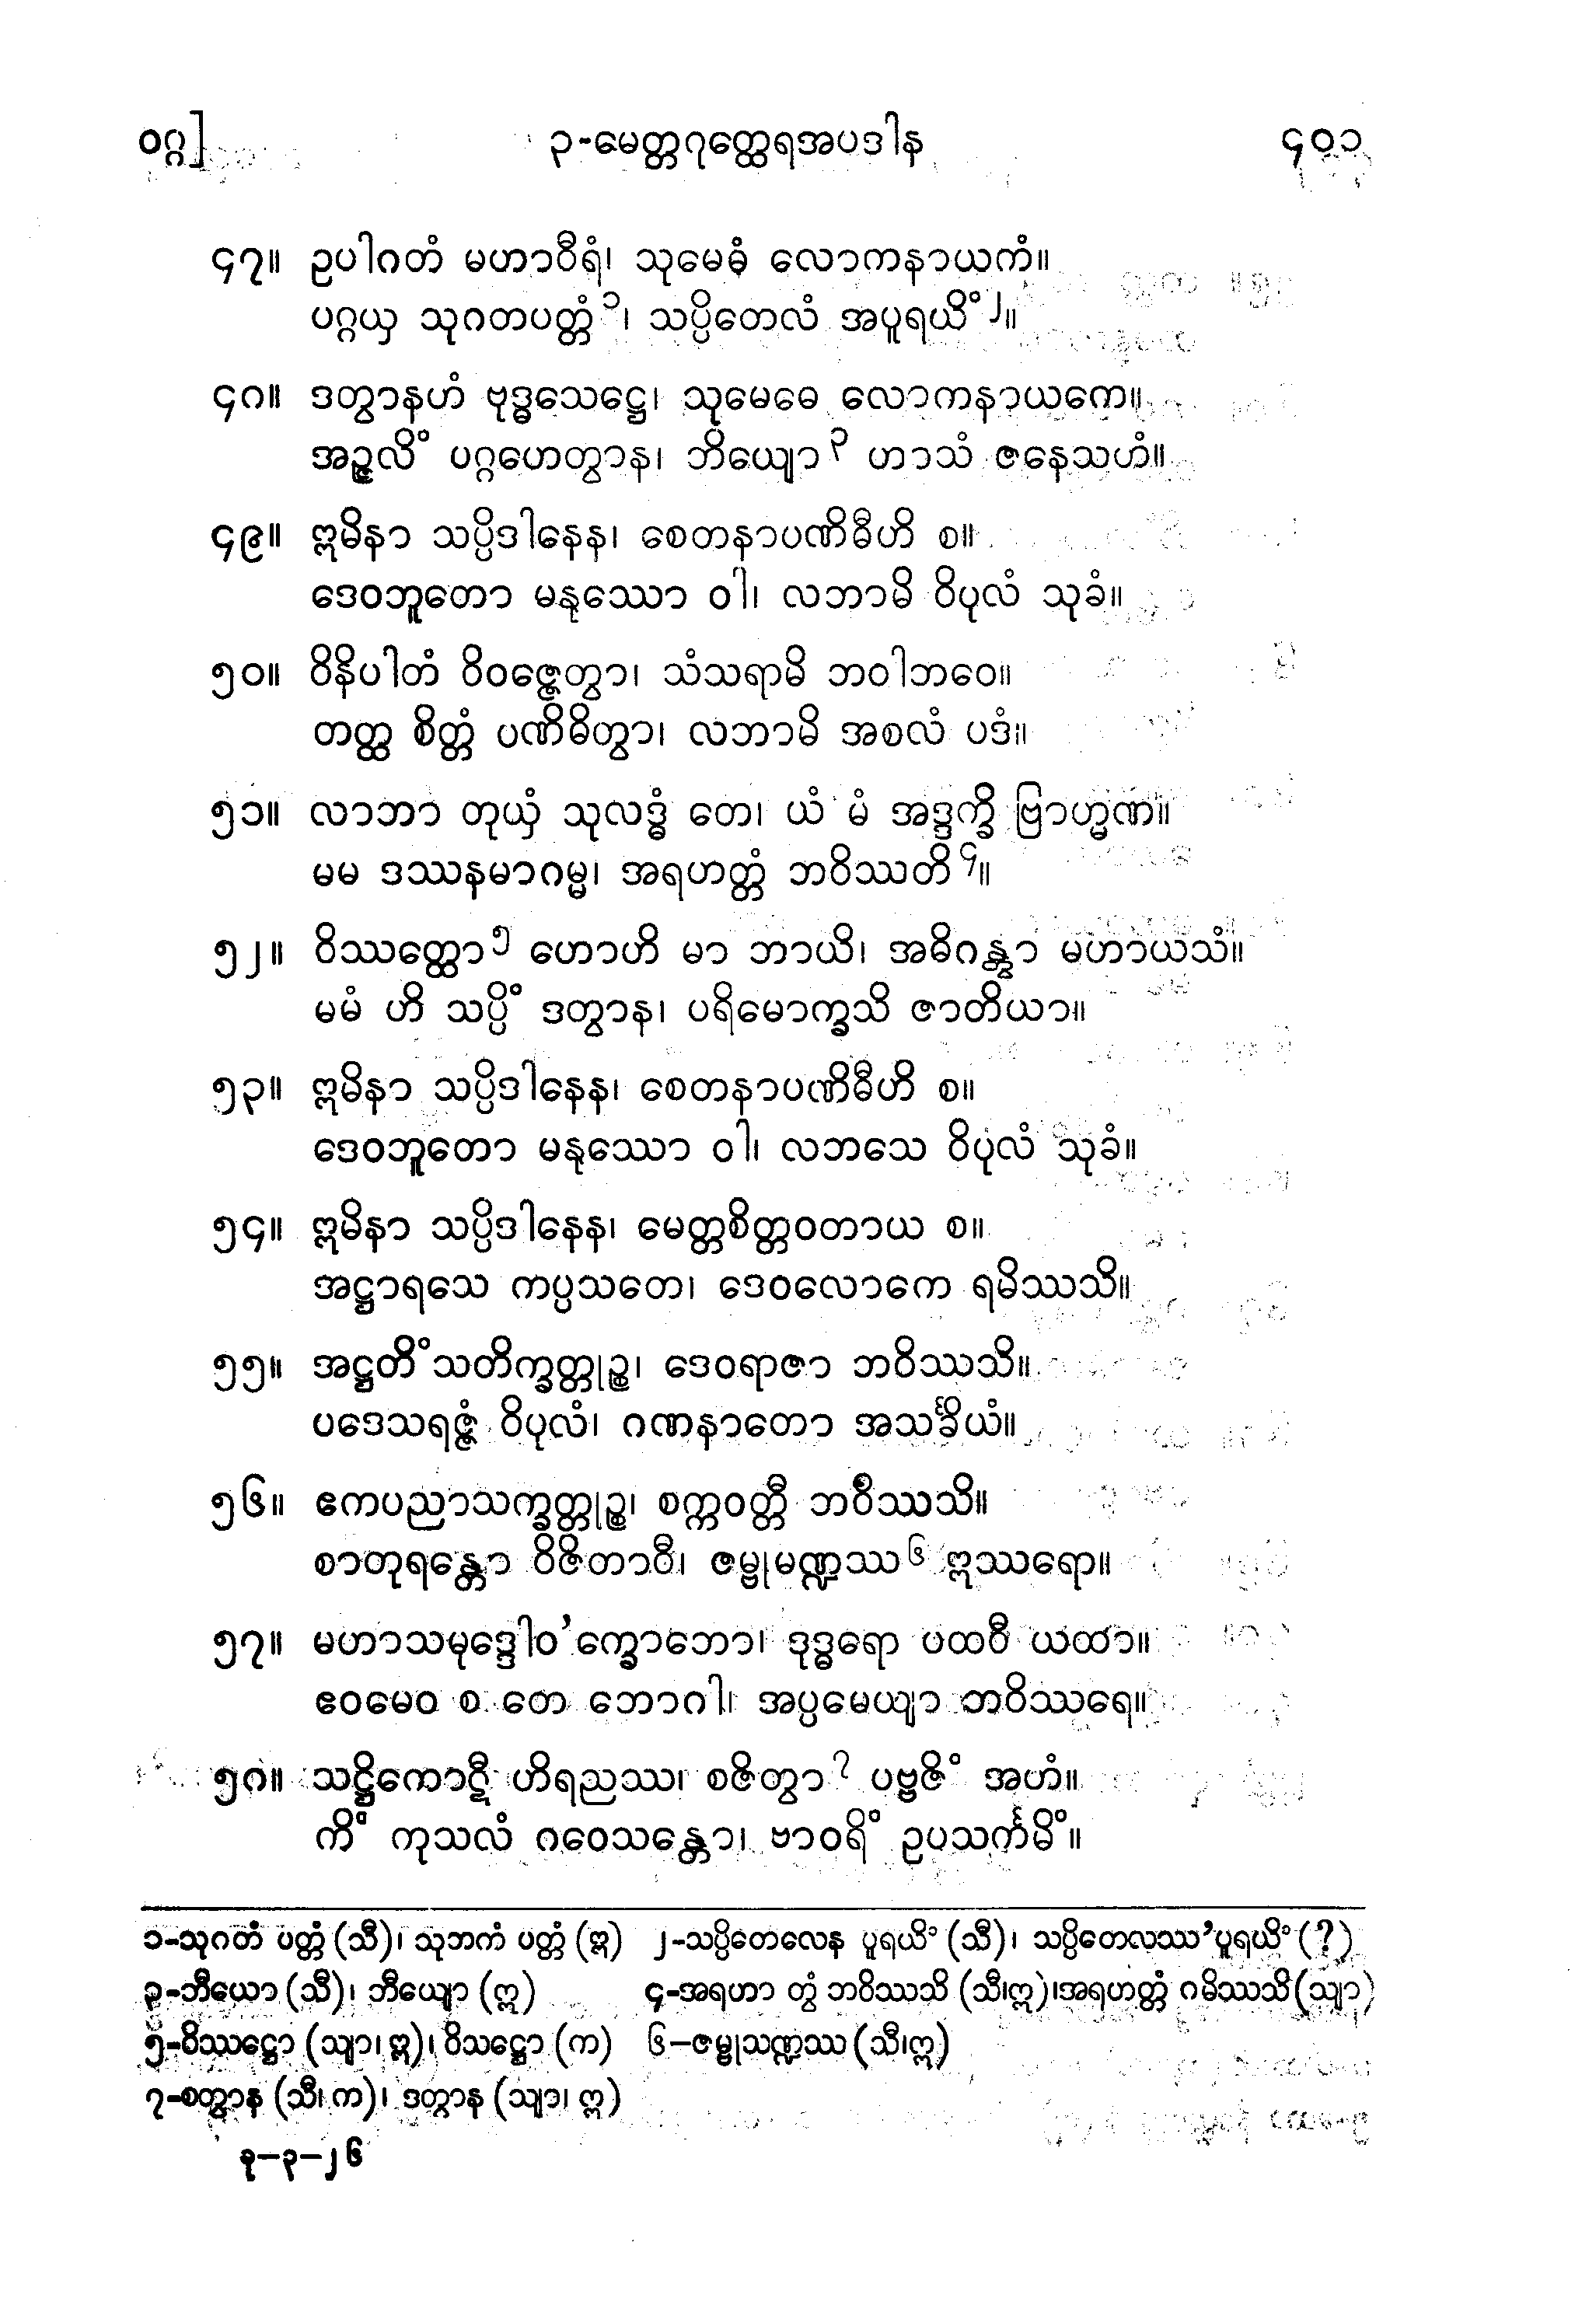 ဝဂ္ဂ] ၃-မေတ္တဂုတ္ထေရအပဒါန ၄၀၁
၄၇။ ဥပါဂတံ မဟာဝီရံ၊ သုမေဓံ လောကနာယကံ။
ပဂ္ဂယှ သုဂတပတ္တံ၁၊ သပ္ပိတေလံ အပူရယိံ၂။
၄၈။ ဒတွာနဟံ ဗုဒ္ဓသေဋ္ဌေ၊ သုမေဓေ လောကနာယကေ။
အဉ္ဇလိံ ပဂ္ဂဟေတွာန၊ ဘိယျော၃ ဟာသံ ဇနေသဟံ။
၄၉။ ဣမိနာ သပ္ပိဒါနေန၊ စေတနာပဏိဓီဟိ စ။
ဒေဝဘူတော မနုဿော ဝါ၊ လဘာမိ ဝိပုလံ သုခံ။
၅၀။ ဝိနိပါတံ ဝိဝဇ္ဇေတွာ၊ သံသရာမိ ဘဝါဘဝေ။
တတ္ထ စိတ္တံ ပဏိဓိတွာ၊ လဘာမိ အစလံ ပဒံ။
၅၁။ လာဘာ တုယှံ သုလဒ္ဓံ တေ၊ ယံ မံ အဒ္ဒက္ခိ ဗြာဟ္မဏ။
မမ ဒဿနမာဂမ္မ၊ အရဟတ္တံ ဘဝိဿတိ၄။
၅၂။ ဝိဿတ္ထော၅ ဟောဟိ မာ ဘာယိ၊ အဓိဂန္တွာ မဟာယသံ။
မမံ ဟိ သပ္ပိံ ဒတွာန၊ ပရိမောက္ခသိ ဇာတိယာ။
၅၃။ ဣမိနာ သပ္ပိဒါနေန၊ စေတနာပဏိဓီဟိ စ။
ဒေဝဘူတော မနုဿော ဝါ၊ လဘသေ ဝိပုလံ သုခံ။
၅၄။ ဣမိနာ သပ္ပိဒါနေန၊ မေတ္တစိတ္တဝတာယ စ။
အဋ္ဌာရသေ ကပ္ပသတေ၊ ဒေဝလောကေ ရမိဿသိ။
၅၅။ အဋ္ဌတိံသတိက္ခတ္တုဉ္စ၊ ဒေဝရာဇာ ဘဝိဿသိ။
ပဒေသရဇ္ဇံ ဝိပုလံ၊ ဂဏနာတော အသင်္ခိယံ။
၅၆။ ဧကပညာသက္ခတ္တုဉ္စ၊ စက္ကဝတ္တီ ဘဝိဿသိ။
စာတုရန္တော ဝိဇိတာဝီ၊ ဇမ္ဗုမဏ္ဍဿ၆ ဣဿရော။
၅၇။ မဟာသမုဒ္ဒေါဝ’က္ခောဘော၊ ဒုဒ္ဓရော ပထဝီ ယထာ။
ဧဝမေဝ စ တေ ဘောဂါ၊ အပ္ပမေယျာ ဘဝိဿရေ။
၅၈။ သဋ္ဌိကောဋီ ဟိရညဿ၊ စဇိတွာ၇ ပဗ္ဗဇိံ အဟံ။
ကိံ ကုသလံ ဂဝေသန္တော၊ ဗာဝရိံ ဥပသင်္ကမိံ။
၁-သုဂတံ ပတ္တံ (သီ)၊ သုဘကံ ပတ္တံ (ဣ) ၂-သပ္ပိတေလေန ပူရယိံ (သီ)၊ သပ္ပိတေလဿ’ပူရယိံ (?)
၃-ဘီယော (သီ)၊ ဘီယျော (ဣ) ၄-အရဟာ တွံ ဘဝိဿသိ (သီ၊ဣ)၊အရဟတ္တံ ဂမိဿသိ(သျာ)
၅-ဝိဿဋ္ဌော (သျာ၊ ဣ)၊ ဝိသဋ္ဌော (က) ၆–ဇမ္ဗုသဏ္ဍဿ (သီ၊ဣ)
၇-စတွာန (သီ၊ က)၊ ဒတွာန (သျာ၊ ဣ)
ခု–၃–၂၆